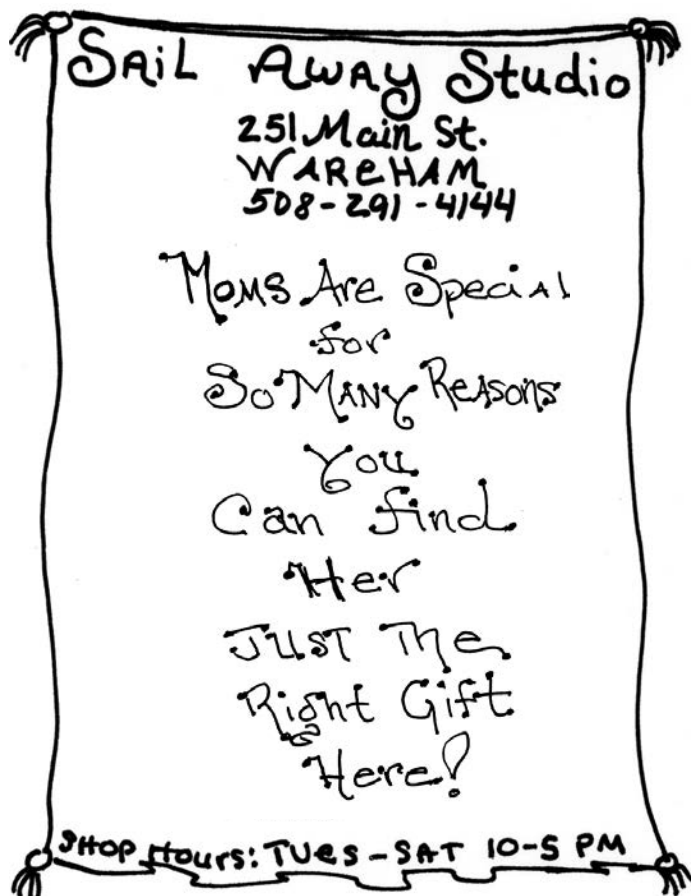 SAiL AWAY Studio
251 Main St.
WAReHAM
508-291-4144
Moms Are Special
for
So MANY ReAsons
You
Can find
Her
JusT The
Right Gift
Here!
SHOP Hours: TUes - SAT 10-5 PM